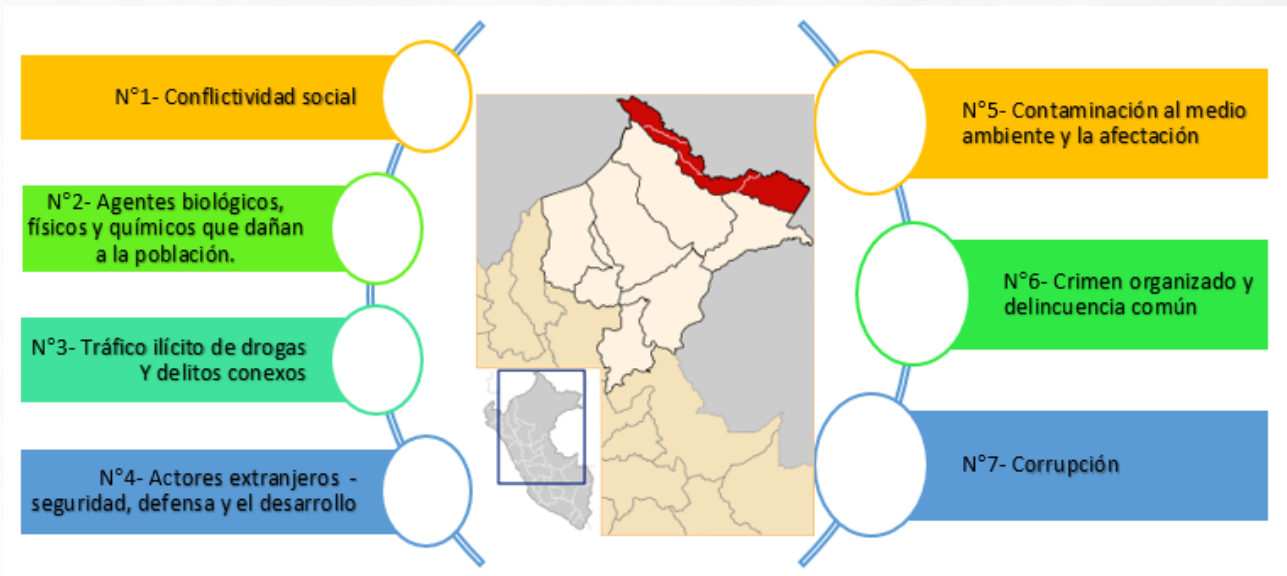 N°1- Conflictividad social
N°2- Agentes biológicos,
físicos y químicos que dañan
a la población.
N°3- Tráfico ilícito de drogas
Y delitos conexos
N°4- Actores extranjeros -
seguridad, defensa y el desarrollo
N°5- Contaminación al medio
ambiente y la afectación
N°6- Crimen organizado y
delincuencia común
N°7- Corrupción